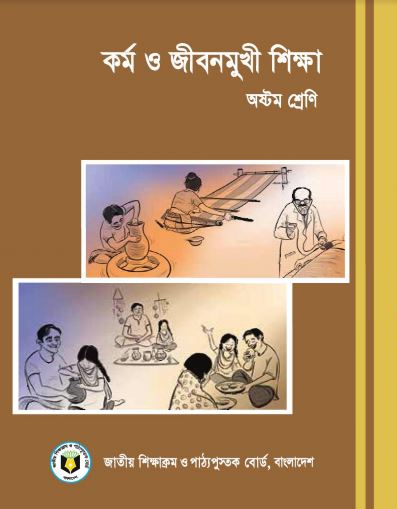 কর্ম ও জীবনমুখী শিক্ষা
অষ্টম শ্রেণি
জাতীয় শিক্ষাক্রম ও পাঠ্যপুস্তক বোর্ড, বাংলাদেশ